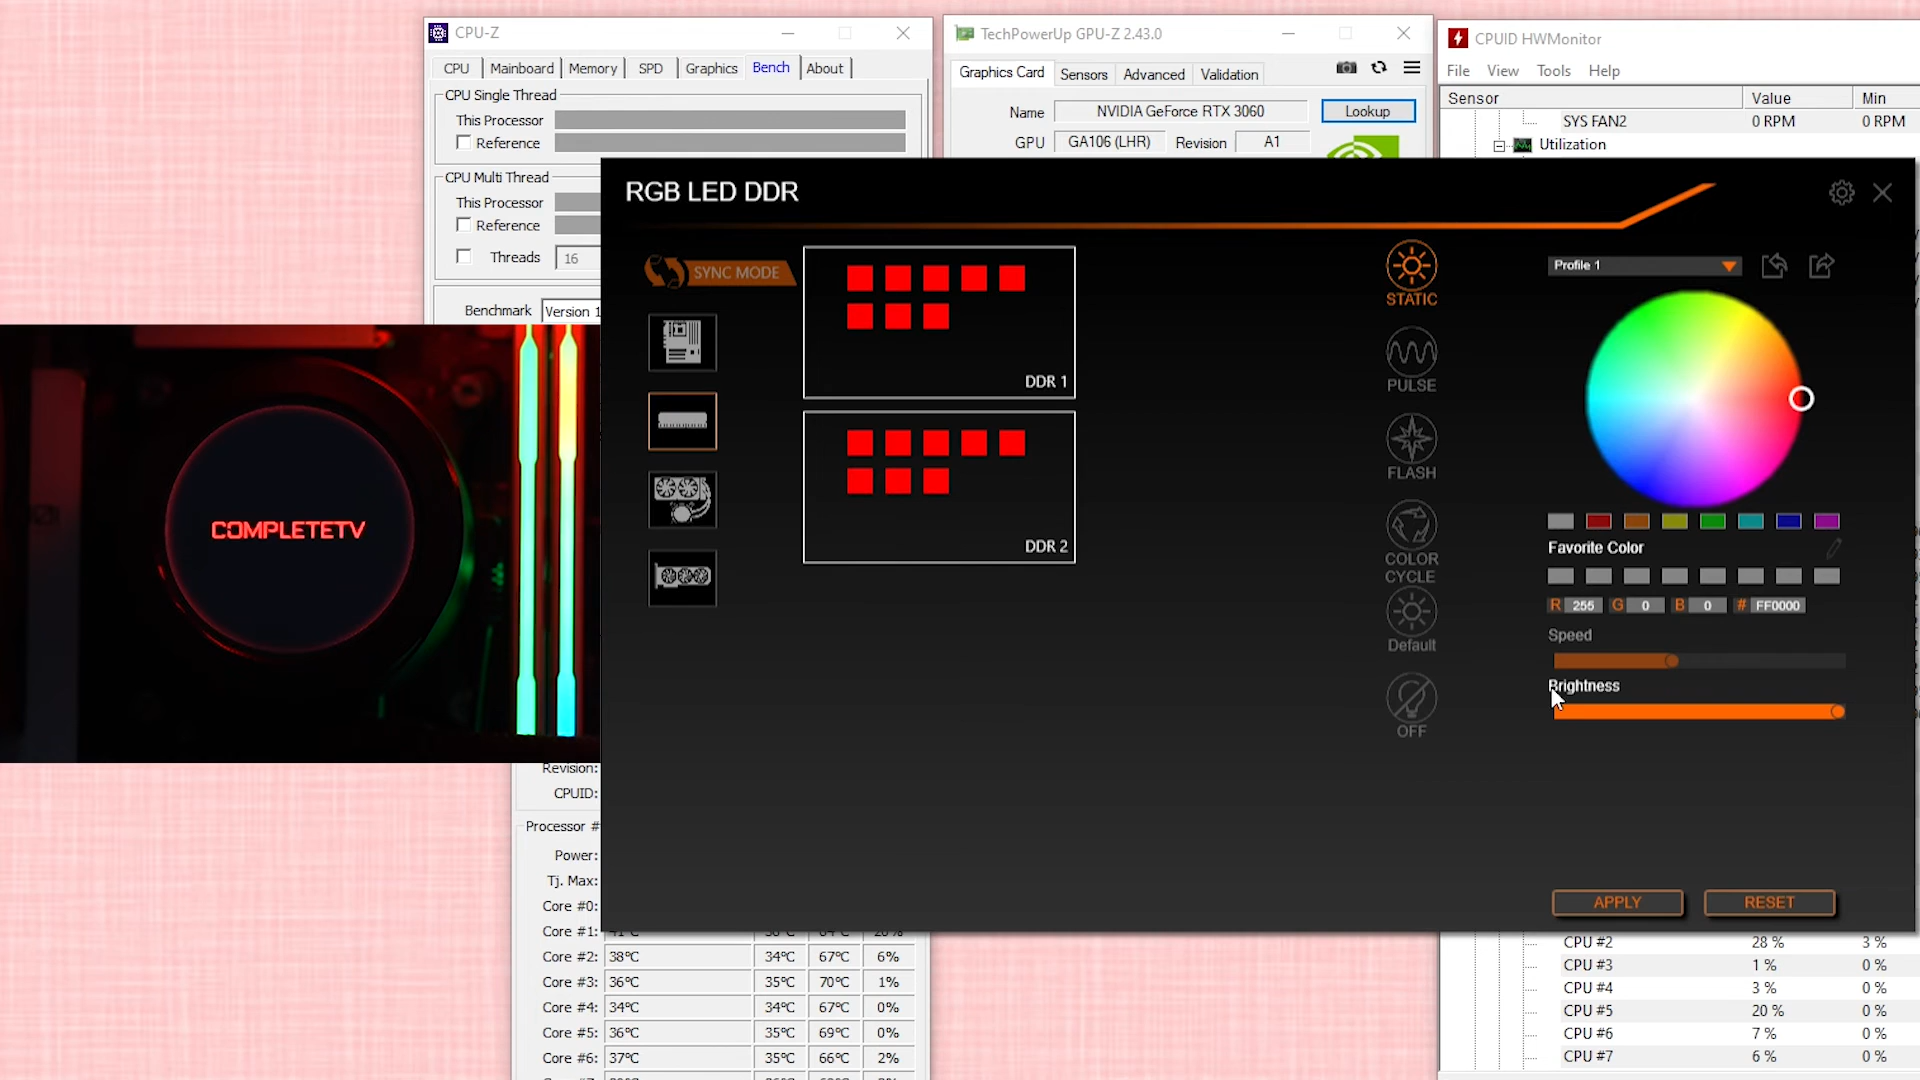 CPU-Z
CPU
Mainboard
Memory
SPD
Graphics
Bench
About
CPU Single Thread
This Processor
Reference
CPU Multi Thread
This Processor
Reference
Threads
16
Benchmark
Version 1
TechPowerUp GPU-Z 2.43.0
Graphics Card
Sensors
Advanced
Validation
Name
NVIDIA GeForce RTX 3060
Lookup
GPU
GA106 (LHR)
Revision
A1
CPUID HWMonitor
File
View
Tools
Help
Sensor
Value
Min
SYS FAN2
0 RPM
0 RPM
Utilization
RGB LED DDR
SYNC MODE
DDR 1
DDR 2
STATIC
PULSE
FLASH
COLOR
CYCLE
Default
OFF
Profile 1
Favorite Color
R 255 G 0 B 0 # FF0000
Speed
Brightness
APPLY
RESET
COMPLETETV
Revision:
CPUID:
Processor #
Power:
Tj. Max:
Core #0:
Core #1:
Core #2: 38°C 34°C 67°C 6%
Core #3: 36°C 35°C 70°C 1%
Core #4: 34°C 34°C 67°C 0%
Core #5: 36°C 35°C 69°C 0%
Core #6: 37°C 35°C 66°C 2%
CPU #2 28 % 3 %
CPU #3 1 % 0 %
CPU #4 3 % 0 %
CPU #5 20 % 0 %
CPU #6 7 % 0 %
CPU #7 6 % 0 %